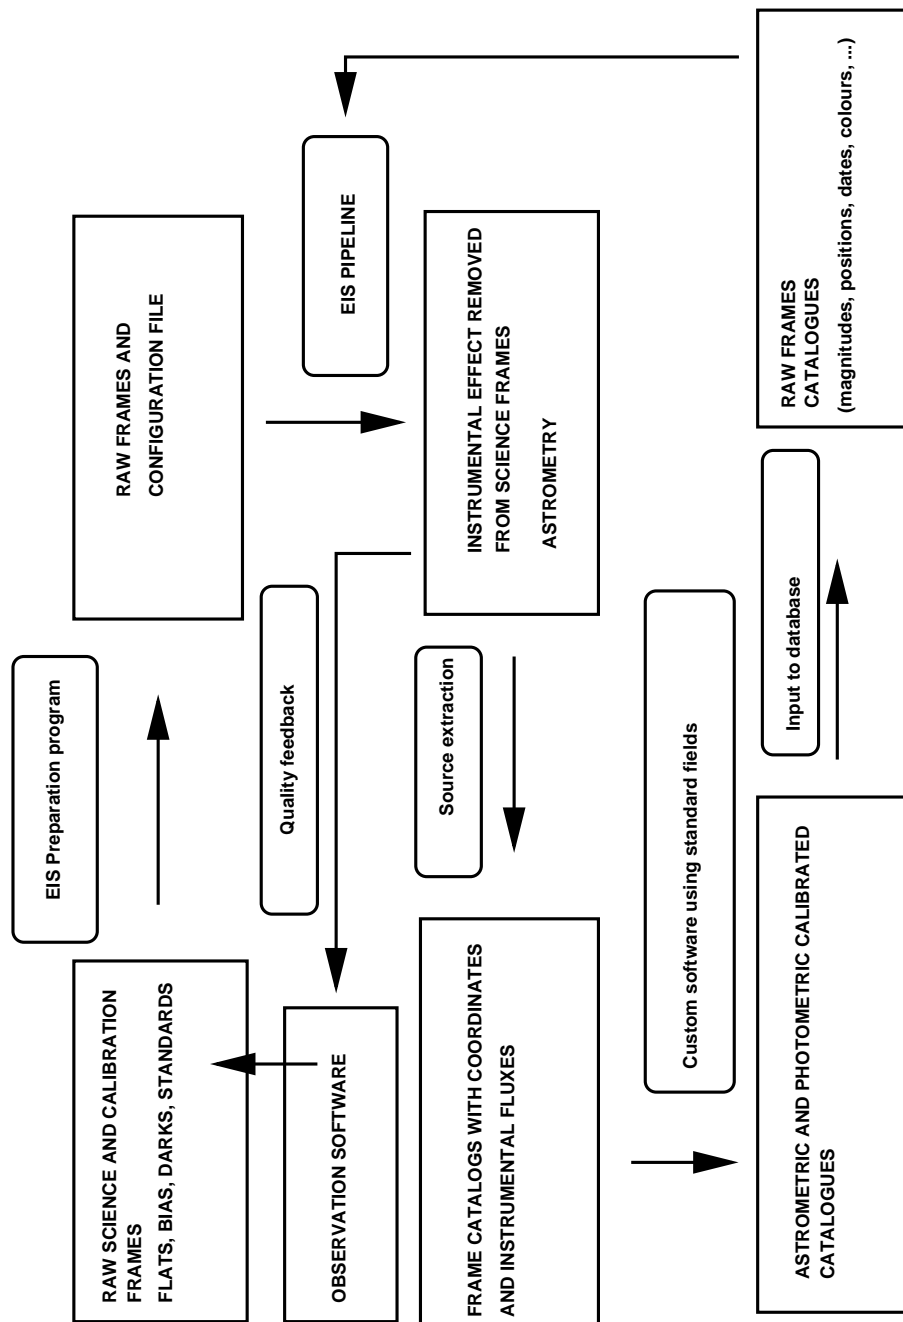 RAW SCIENCE AND CALIBRATION
FRAMES
FLATS, BIAS, DARKS, STANDARDS
EIS Preparation program
RAW FRAMES AND
CONFIGURATION FILE
OBSERVATION SOFTWARE
Quality feedback
EIS PIPELINE
FRAME CATALOGS WITH COORDINATES
AND INSTRUMENTAL FLUXES
Source extraction
INSTRUMENTAL EFFECT REMOVED
FROM SCIENCE FRAMES
ASTROMETRY
Custom software using standard fields
ASTROMETRIC AND PHOTOMETRIC CALIBRATED
CATALOGUES
Input to database
RAW FRAMES
CATALOGUES
(magnitudes, positions, dates, colours, ...)